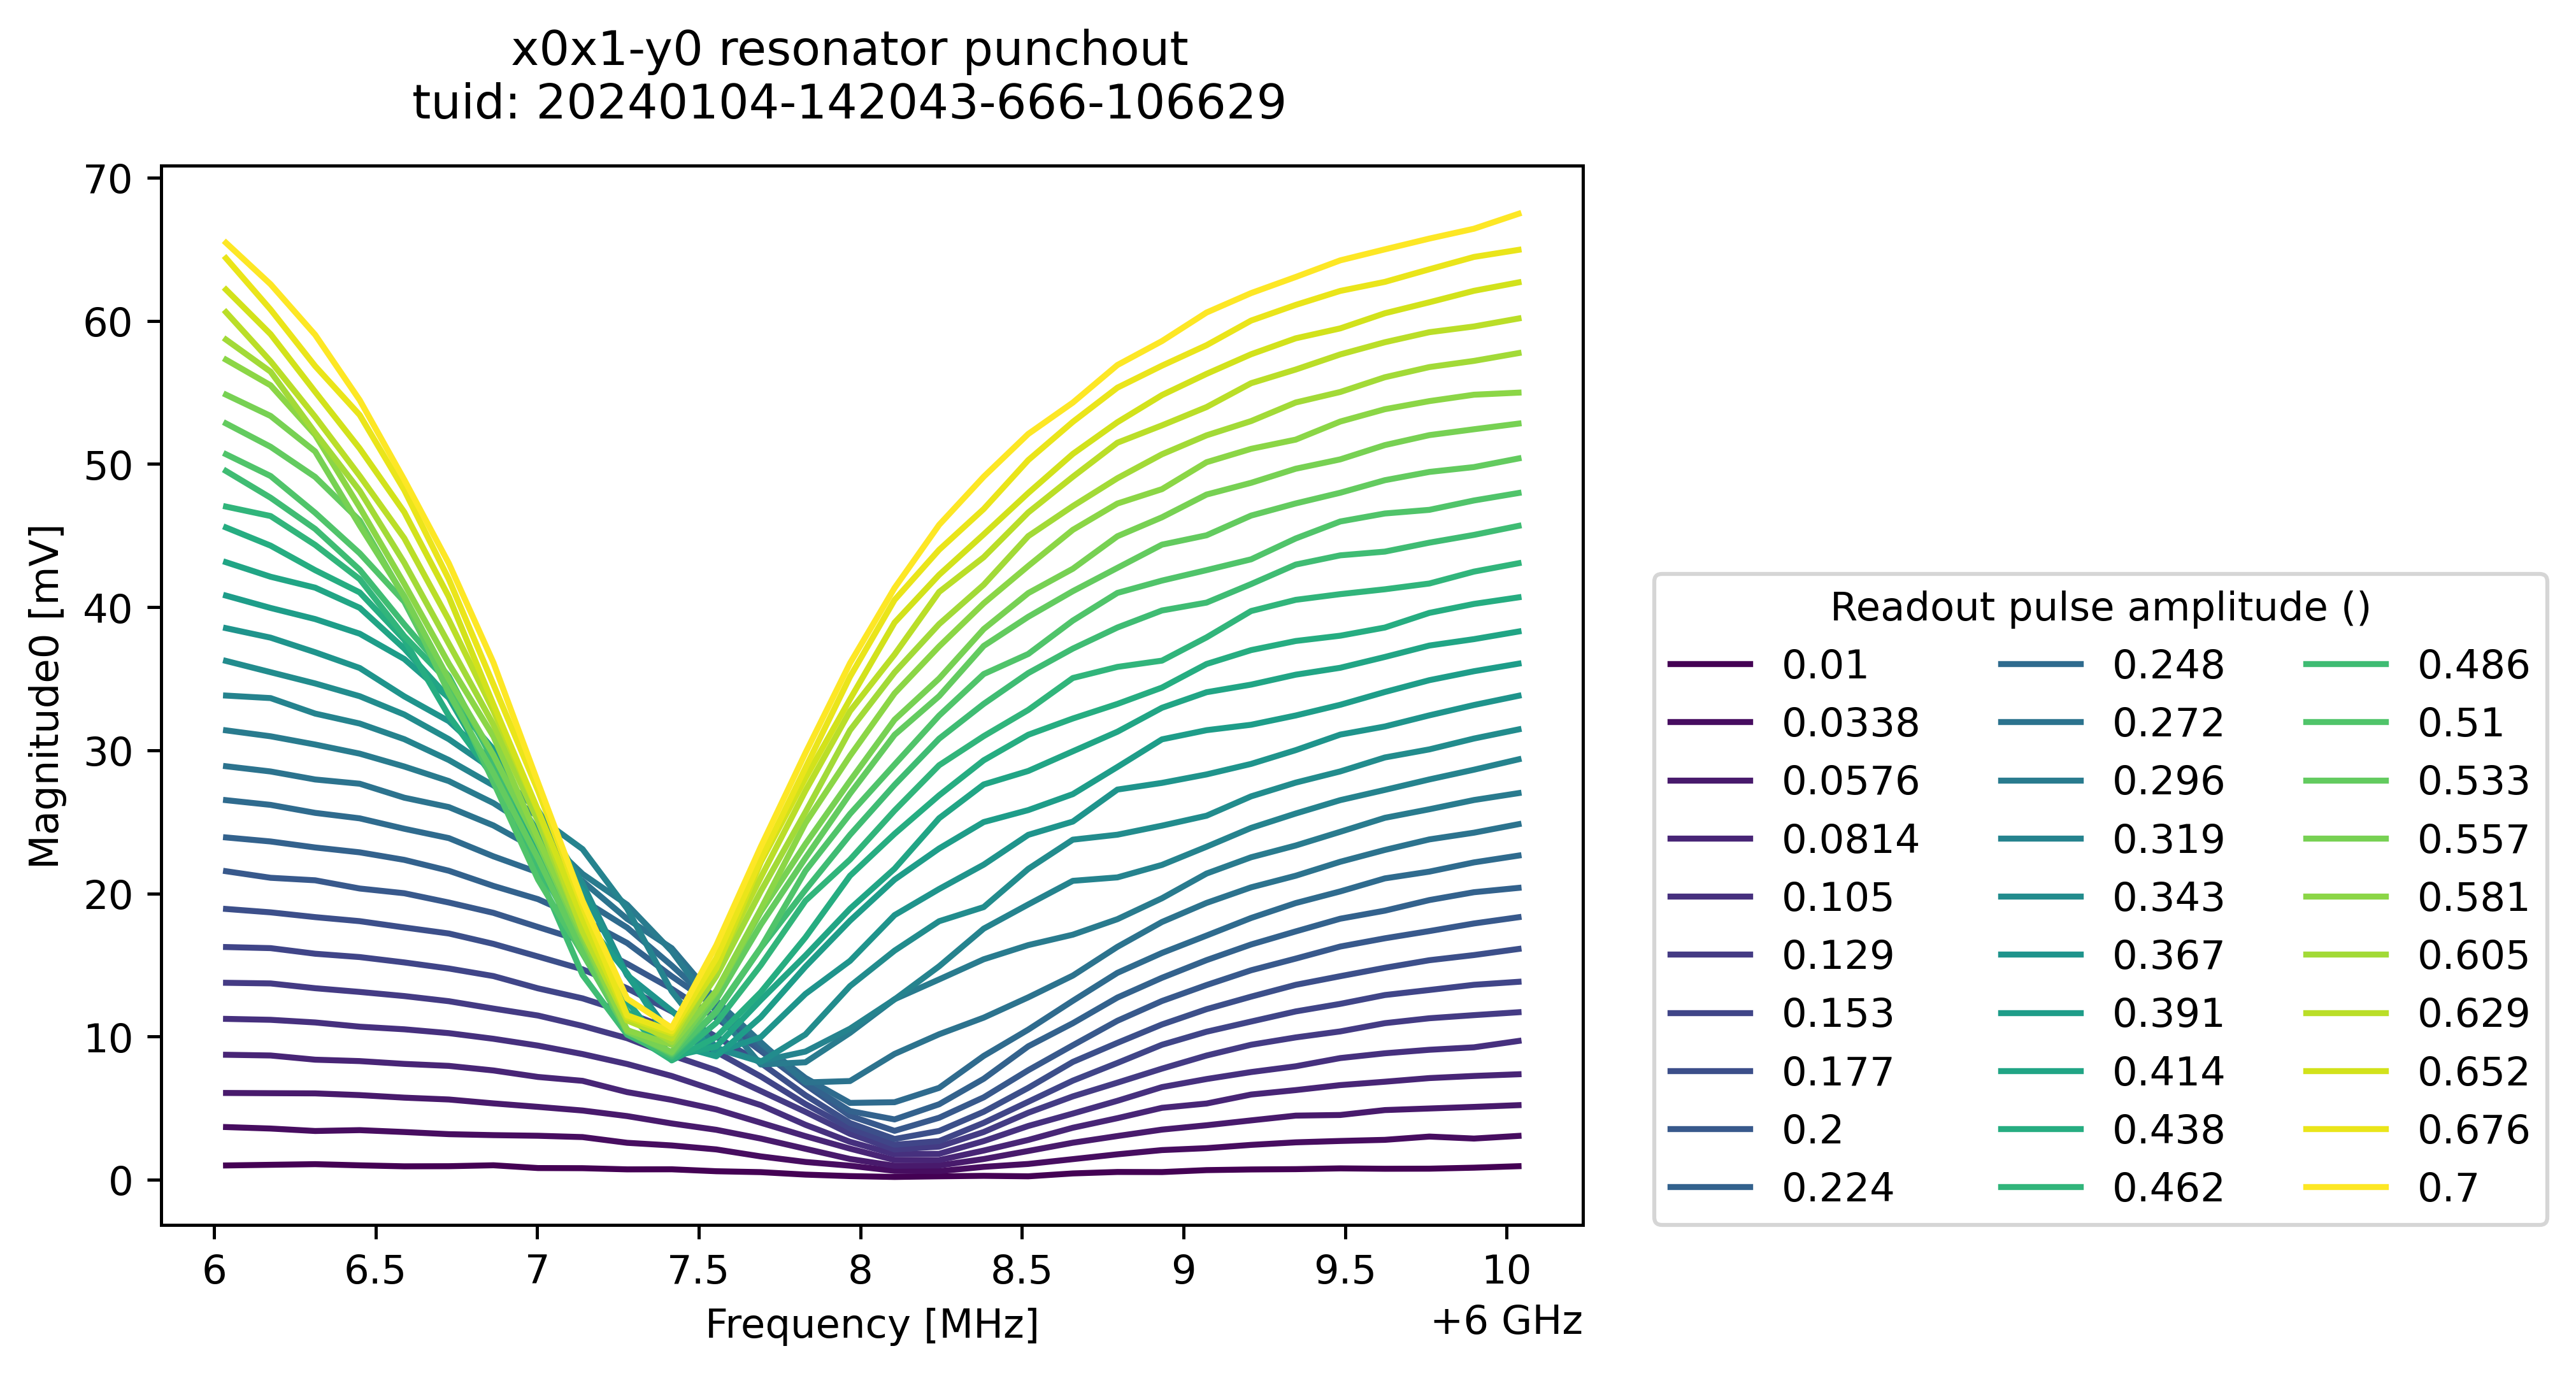 x0x1-y0 resonator punchout
tuid: 20240104-142043-666-106629
Magnitude0 [mV]
70
60
50
40
30
20
10
0
6 6.5 7 7.5 8 8.5 9 9.5 10
Frequency [MHz]
+6 GHz
Readout pulse amplitude ()
0.01 0.248 0.486
0.0338 0.272 0.51
0.0576 0.296 0.533
0.0814 0.319 0.557
0.105 0.343 0.581
0.129 0.367 0.605
0.153 0.391 0.629
0.177 0.414 0.652
0.2 0.438 0.676
0.224 0.462 0.7